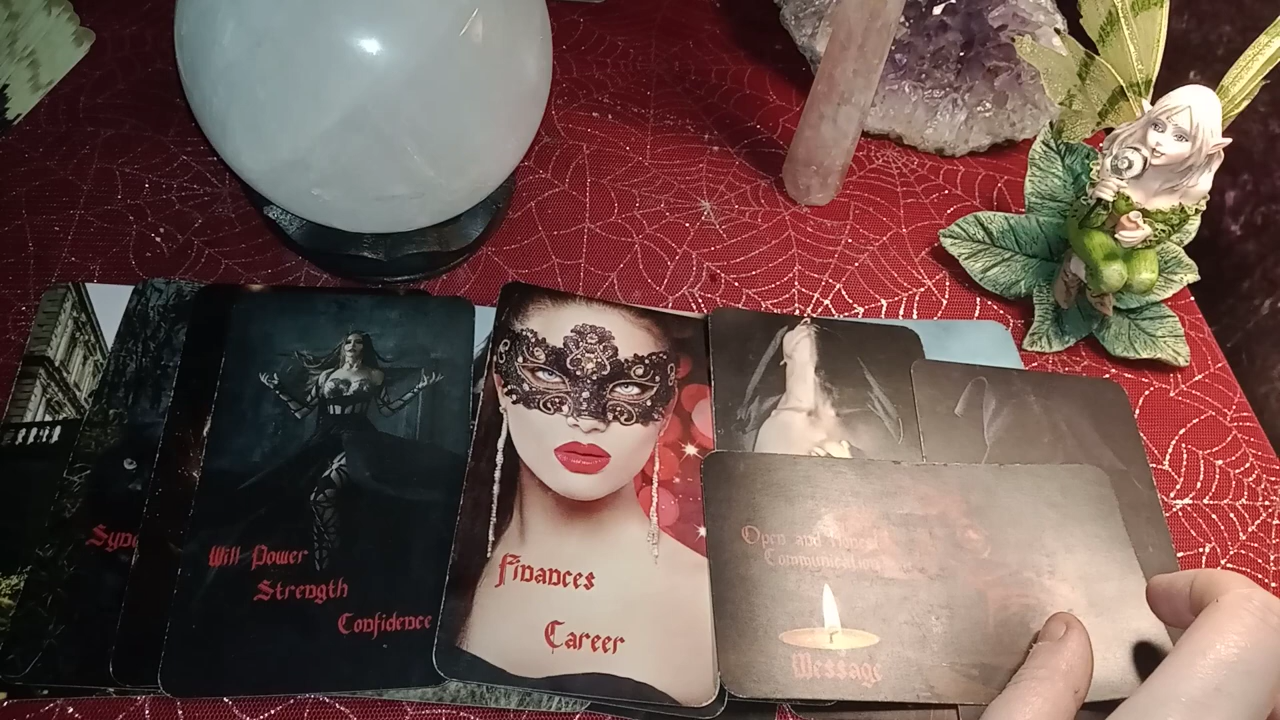 Will Power
Strength
Confidence
Finances
Career
Open and Honest
Communication
Message